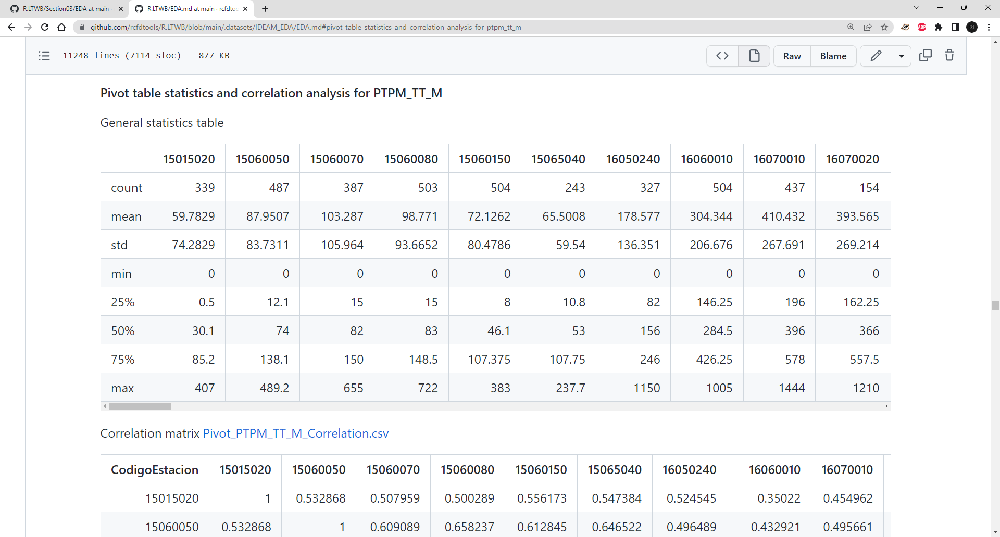 R.LTWB/Section03/EDA at main ·
R.LTWB/EDA.md at main · rcfdtoo
github.com/rcfdtools/R.LTWB/blob/main/.datasets/IDEAM_EDA/EDA.md#pivot-table-statistics-and-correlation-analysis-for-ptpm_tt_m
ABP
11248 lines (7114 sloc) 877 KB
Raw Blame
Pivot table statistics and correlation analysis for PTPM_TT_M
General statistics table
15015020 15060050 15060070 15060080 15060150 15065040 16050240 16060010 16070010 16070020
count 339 487 387 503 504 243 327 504 437 154
mean 59.7829 87.9507 103.287 98.771 72.1262 65.5008 178.577 304.344 410.432 393.565
std 74.2829 83.7311 105.964 93.6652 80.4786 59.54 136.351 206.676 267.691 269.214
min 0 0 0 0 0 0 0 0 0 0
25% 0.5 12.1 15 15 8 10.8 82 146.25 196 162.25
50% 30.1 74 82 83 46.1 53 156 284.5 396 366
75% 85.2 138.1 150 148.5 107.375 107.75 246 426.25 578 557.5
max 407 489.2 655 722 383 237.7 1150 1005 1444 1210
Correlation matrix Pivot_PTPM_TT_M_Correlation.csv
CodigoEstacion 15015020 15060050 15060070 15060080 15060150 15065040 16050240 16060010 16070010
15015020 1 0.532868 0.507959 0.500289 0.556173 0.547384 0.524545 0.35022 0.454962
15060050 0.532868 1 0.609089 0.658237 0.612845 0.646522 0.496489 0.432921 0.495661